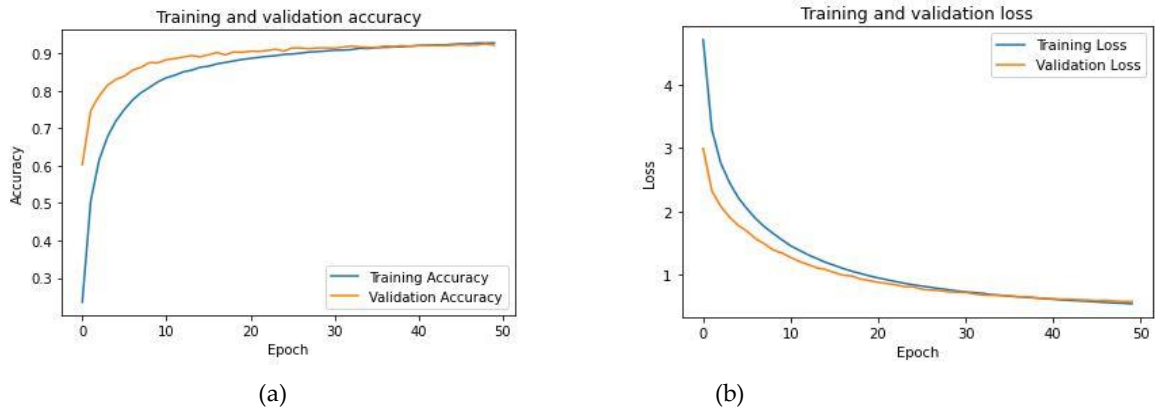 Training and validation accuracy
0.9
0.8
0.7
0.6
0.5
0.4
0.3
Accuracy
Training Accuracy
Validation Accuracy
0 10 20 30 40 50
Epoch
(a)
Training and validation loss
4
3
2
1
Loss
Training Loss
Validation Loss
0 10 20 30 40 50
Epoch
(b)